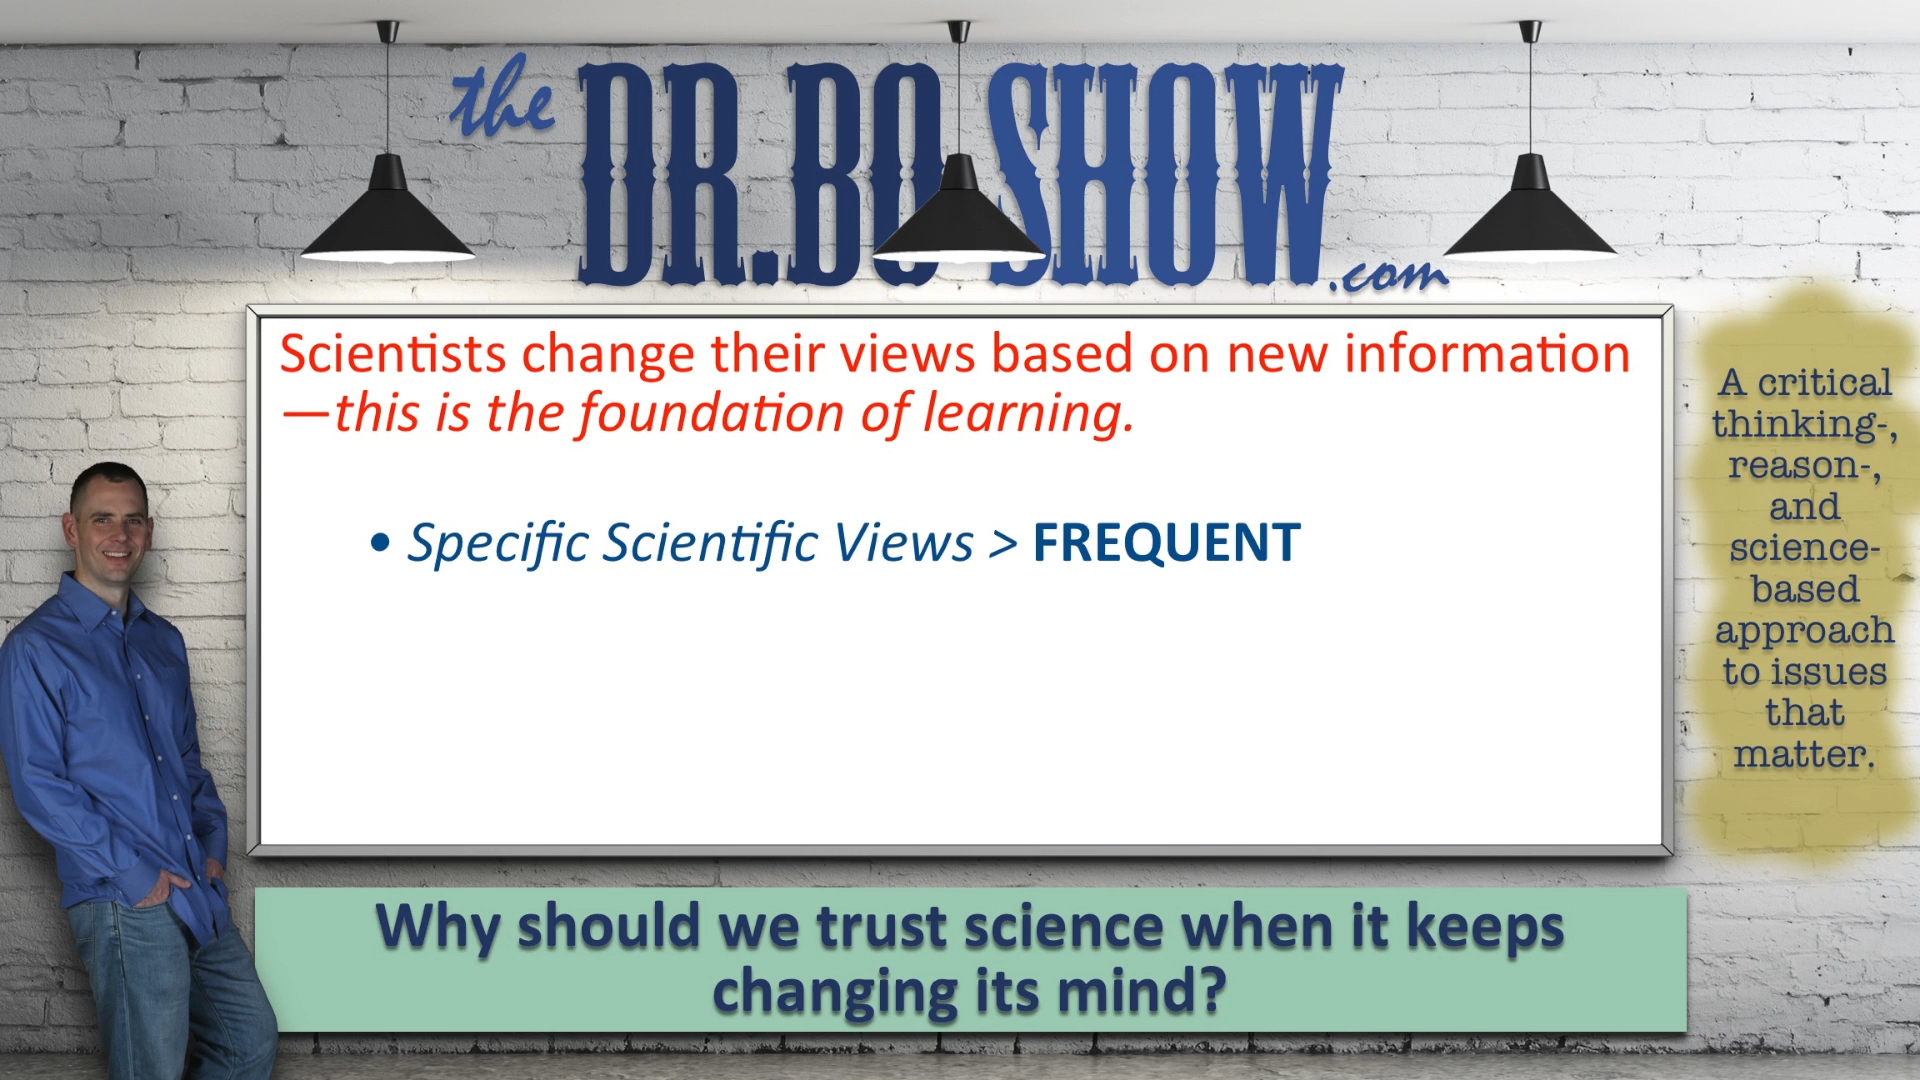 the DR.BO SHOW.com
Scientists change their views based on new information
—this is the foundation of learning.
• Specific Scientific Views > FREQUENT
A critical
thinking-,
reason-,
and
science-
based
approach
to issues
that
matter.
Why should we trust science when it keeps
changing its mind?